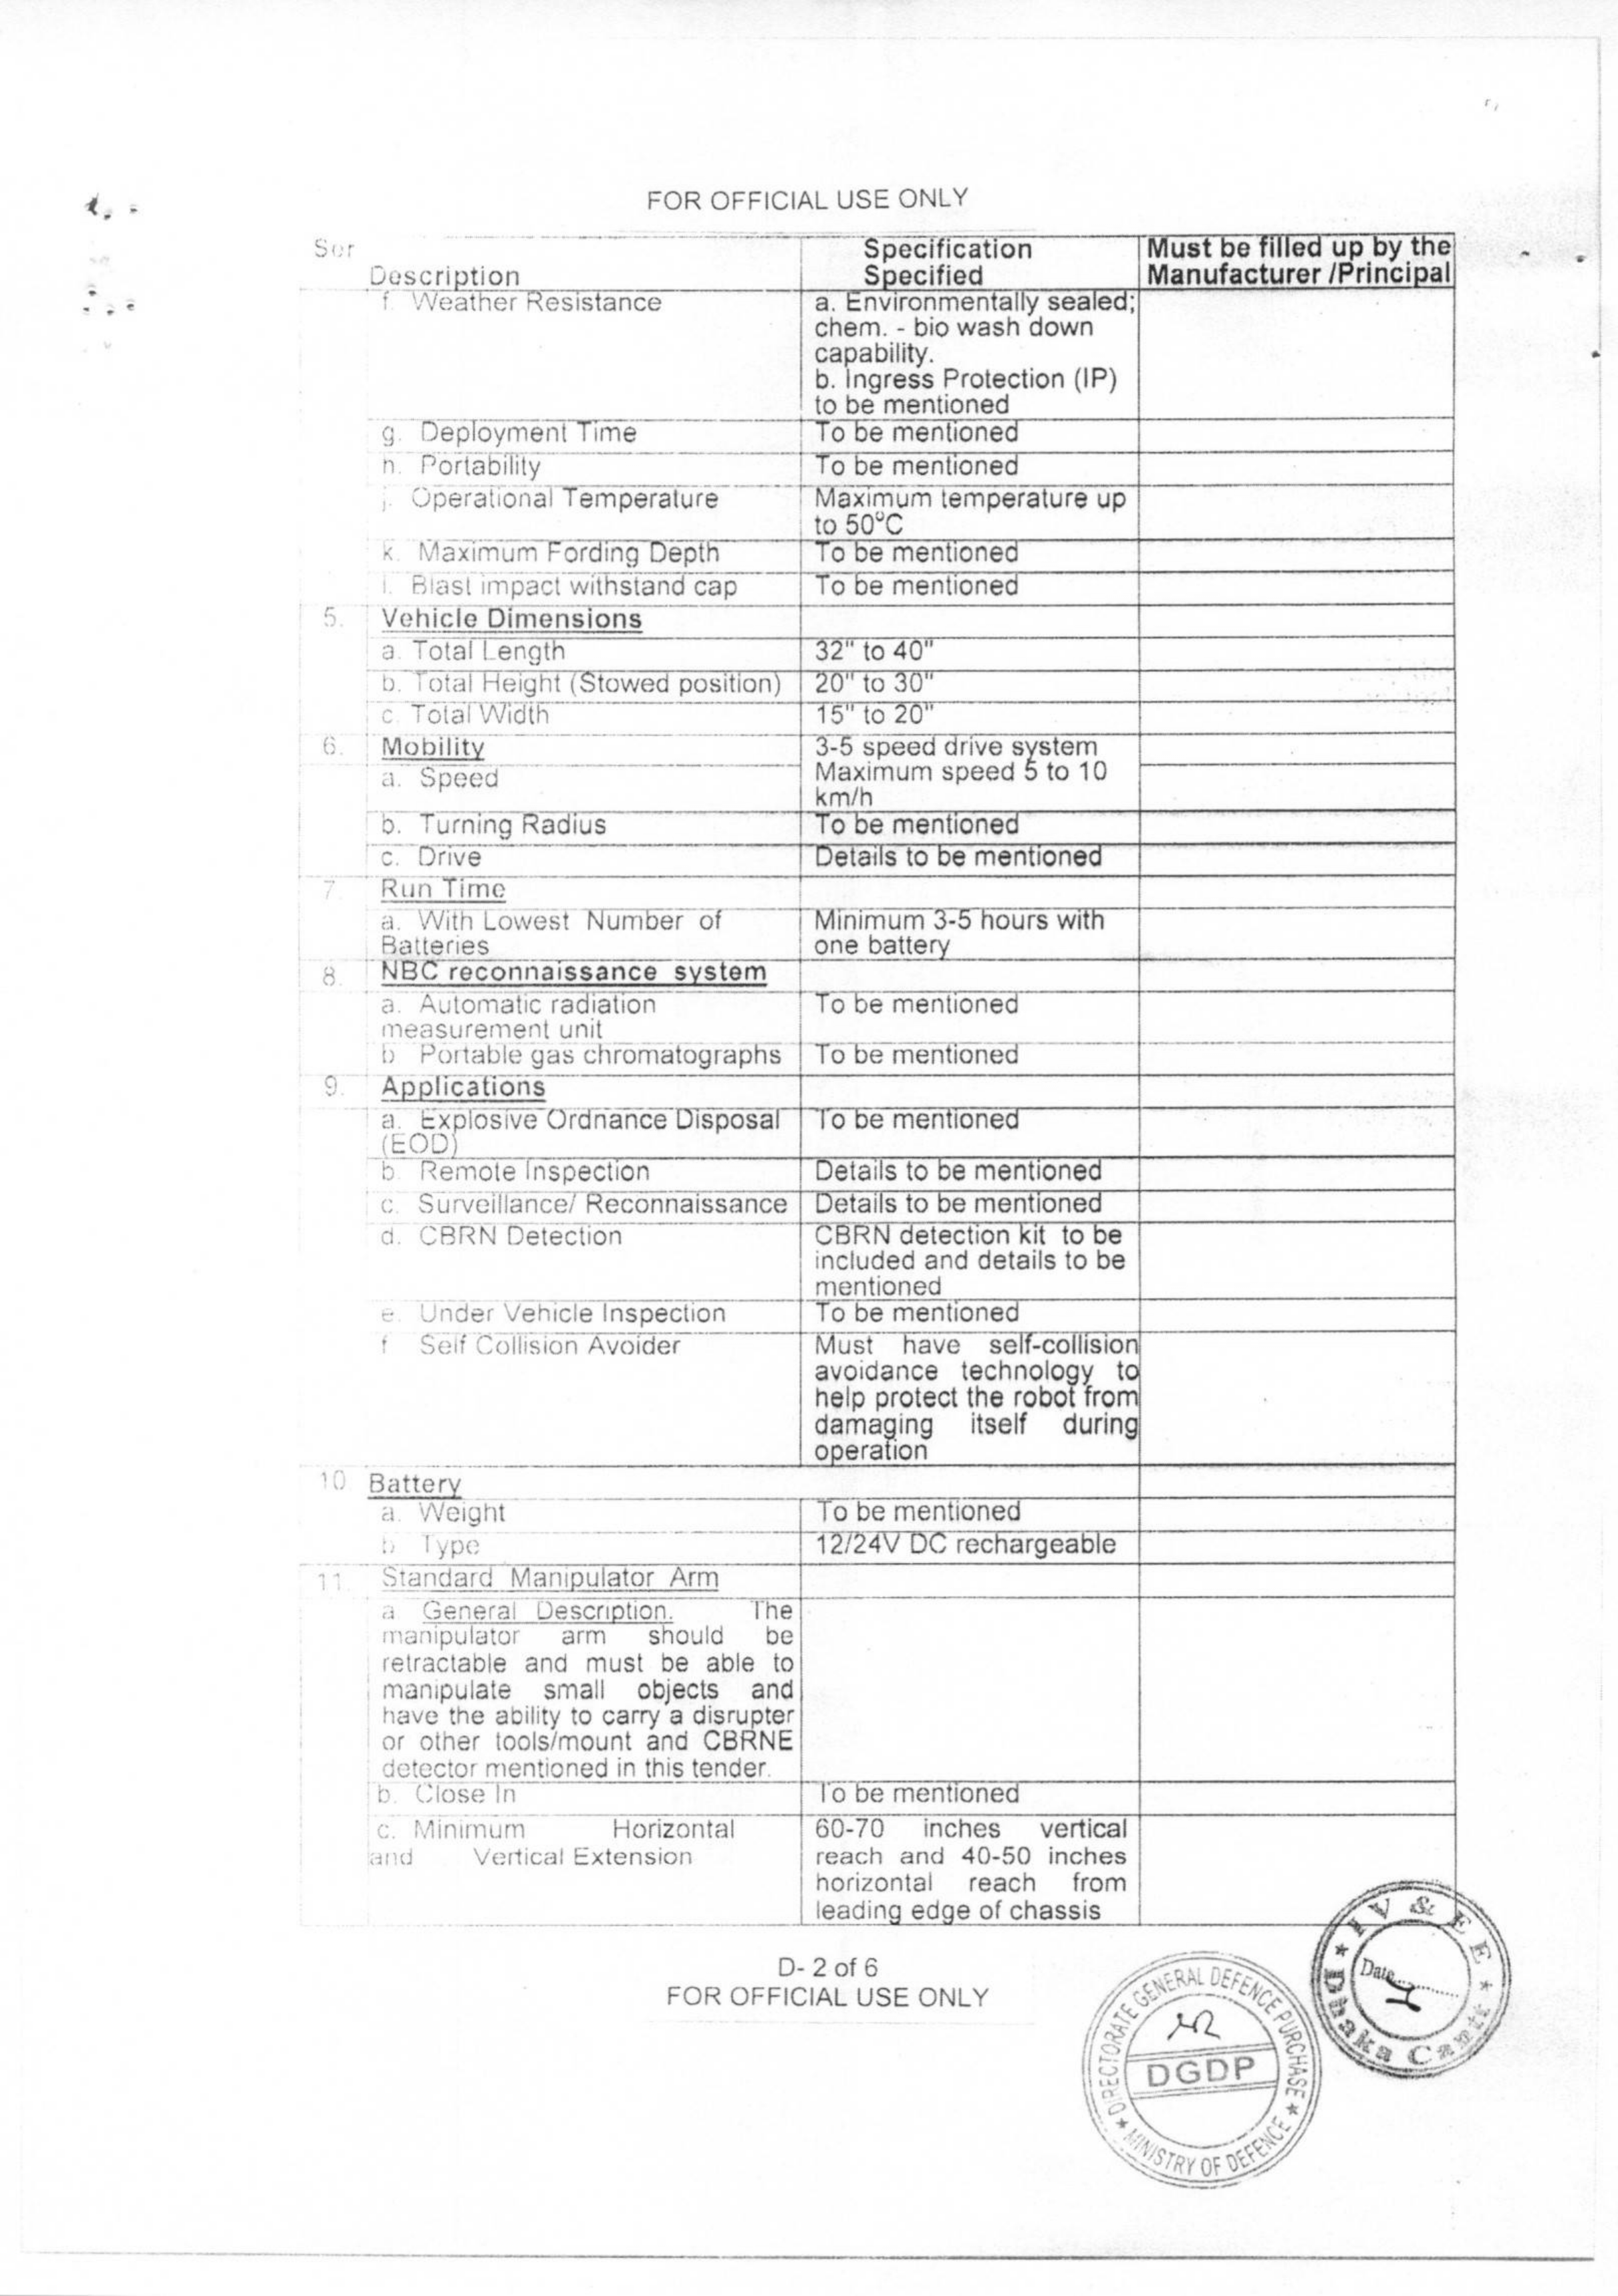 FOR OFFICIAL USE ONLY
Ser
Description
Specification
Specified
Must be filled up by the
Manufacturer /Principal
f. Weather Resistance
a. Environmentally sealed;
chem. - bio wash down
capability.
b. Ingress Protection (IP)
to be mentioned
g. Deployment Time
To be mentioned
h. Portability
To be mentioned
j. Operational Temperature
Maximum temperature up
to 50°C
k. Maximum Fording Depth
To be mentioned
l. Blast impact withstand cap
To be mentioned
5. Vehicle Dimensions
a. Total Length
32" to 40"
b. Total Height (Stowed position)
20" to 30"
c. Total Width
15" to 20"
6. Mobility
3-5 speed drive system
a. Speed
Maximum speed 5 to 10
km/h
b. Turning Radius
To be mentioned
c. Drive
Details to be mentioned
7. Run Time
a. With Lowest Number of
Batteries
Minimum 3-5 hours with
one battery
8. NBC reconnaissance system
a. Automatic radiation
measurement unit
To be mentioned
b Portable gas chromatographs
To be mentioned
9. Applications
a. Explosive Ordnance Disposal
(EOD)
To be mentioned
b. Remote Inspection
Details to be mentioned
c. Surveillance/ Reconnaissance
Details to be mentioned
d. CBRN Detection
CBRN detection kit to be
included and details to be
mentioned
e. Under Vehicle Inspection
To be mentioned
f Self Collision Avoider
Must have self-collision
avoidance technology to
help protect the robot from
damaging itself during
operation
10 Battery
a. Weight
To be mentioned
b Type
12/24V DC rechargeable
11. Standard Manipulator Arm
a General Description. The
manipulator arm should be
retractable and must be able to
manipulate small objects and
have the ability to carry a disrupter
or other tools/mount and CBRNE
detector mentioned in this tender.
b. Close In
To be mentioned
c. Minimum Horizontal
and Vertical Extension
60-70 inches vertical
reach and 40-50 inches
horizontal reach from
leading edge of chassis
D- 2 of 6
FOR OFFICIAL USE ONLY
DIRECTORATE GENERAL DEFENCE PURCHASE
DGDP
MINISTRY OF DEFENCE
IV & EE
Date
Dhaka Cantt